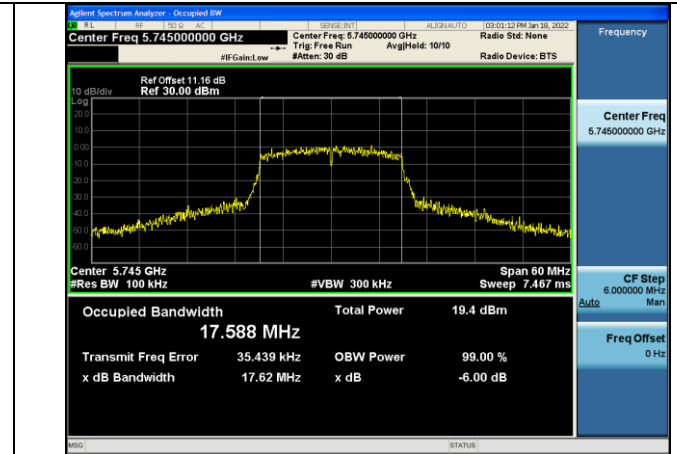 Agilent Spectrum Analyzer - Occupied BW
RL RF 50 Ω AC SENSE:INT ALIGN AUTO 03:01:12 PM Jan 18, 2022
Center Freq 5.745000000 GHz
Center Freq: 5.745000000 GHz
Radio Std: None
Trig: Free Run Avg|Hold: 10/10
#IFGain:Low #Atten: 30 dB Radio Device: BTS
Frequency
Ref Offset 11.16 dB
10 dB/div Ref 30.00 dBm
Log
20.0
10.0
0.00
-10.0
-20.0
-30.0
-40.0
-50.0
-60.0
Center 5.745 GHz Span 60 MHz
#Res BW 100 kHz #VBW 300 kHz Sweep 7.467 ms
Occupied Bandwidth Total Power 19.4 dBm
17.588 MHz
Transmit Freq Error 35.439 kHz OBW Power 99.00 %
x dB Bandwidth 17.62 MHz x dB -6.00 dB
Center Freq
5.745000000 GHz
CF Step
6.000000 MHz
Auto Man
Freq Offset
0 Hz
MSG STATUS